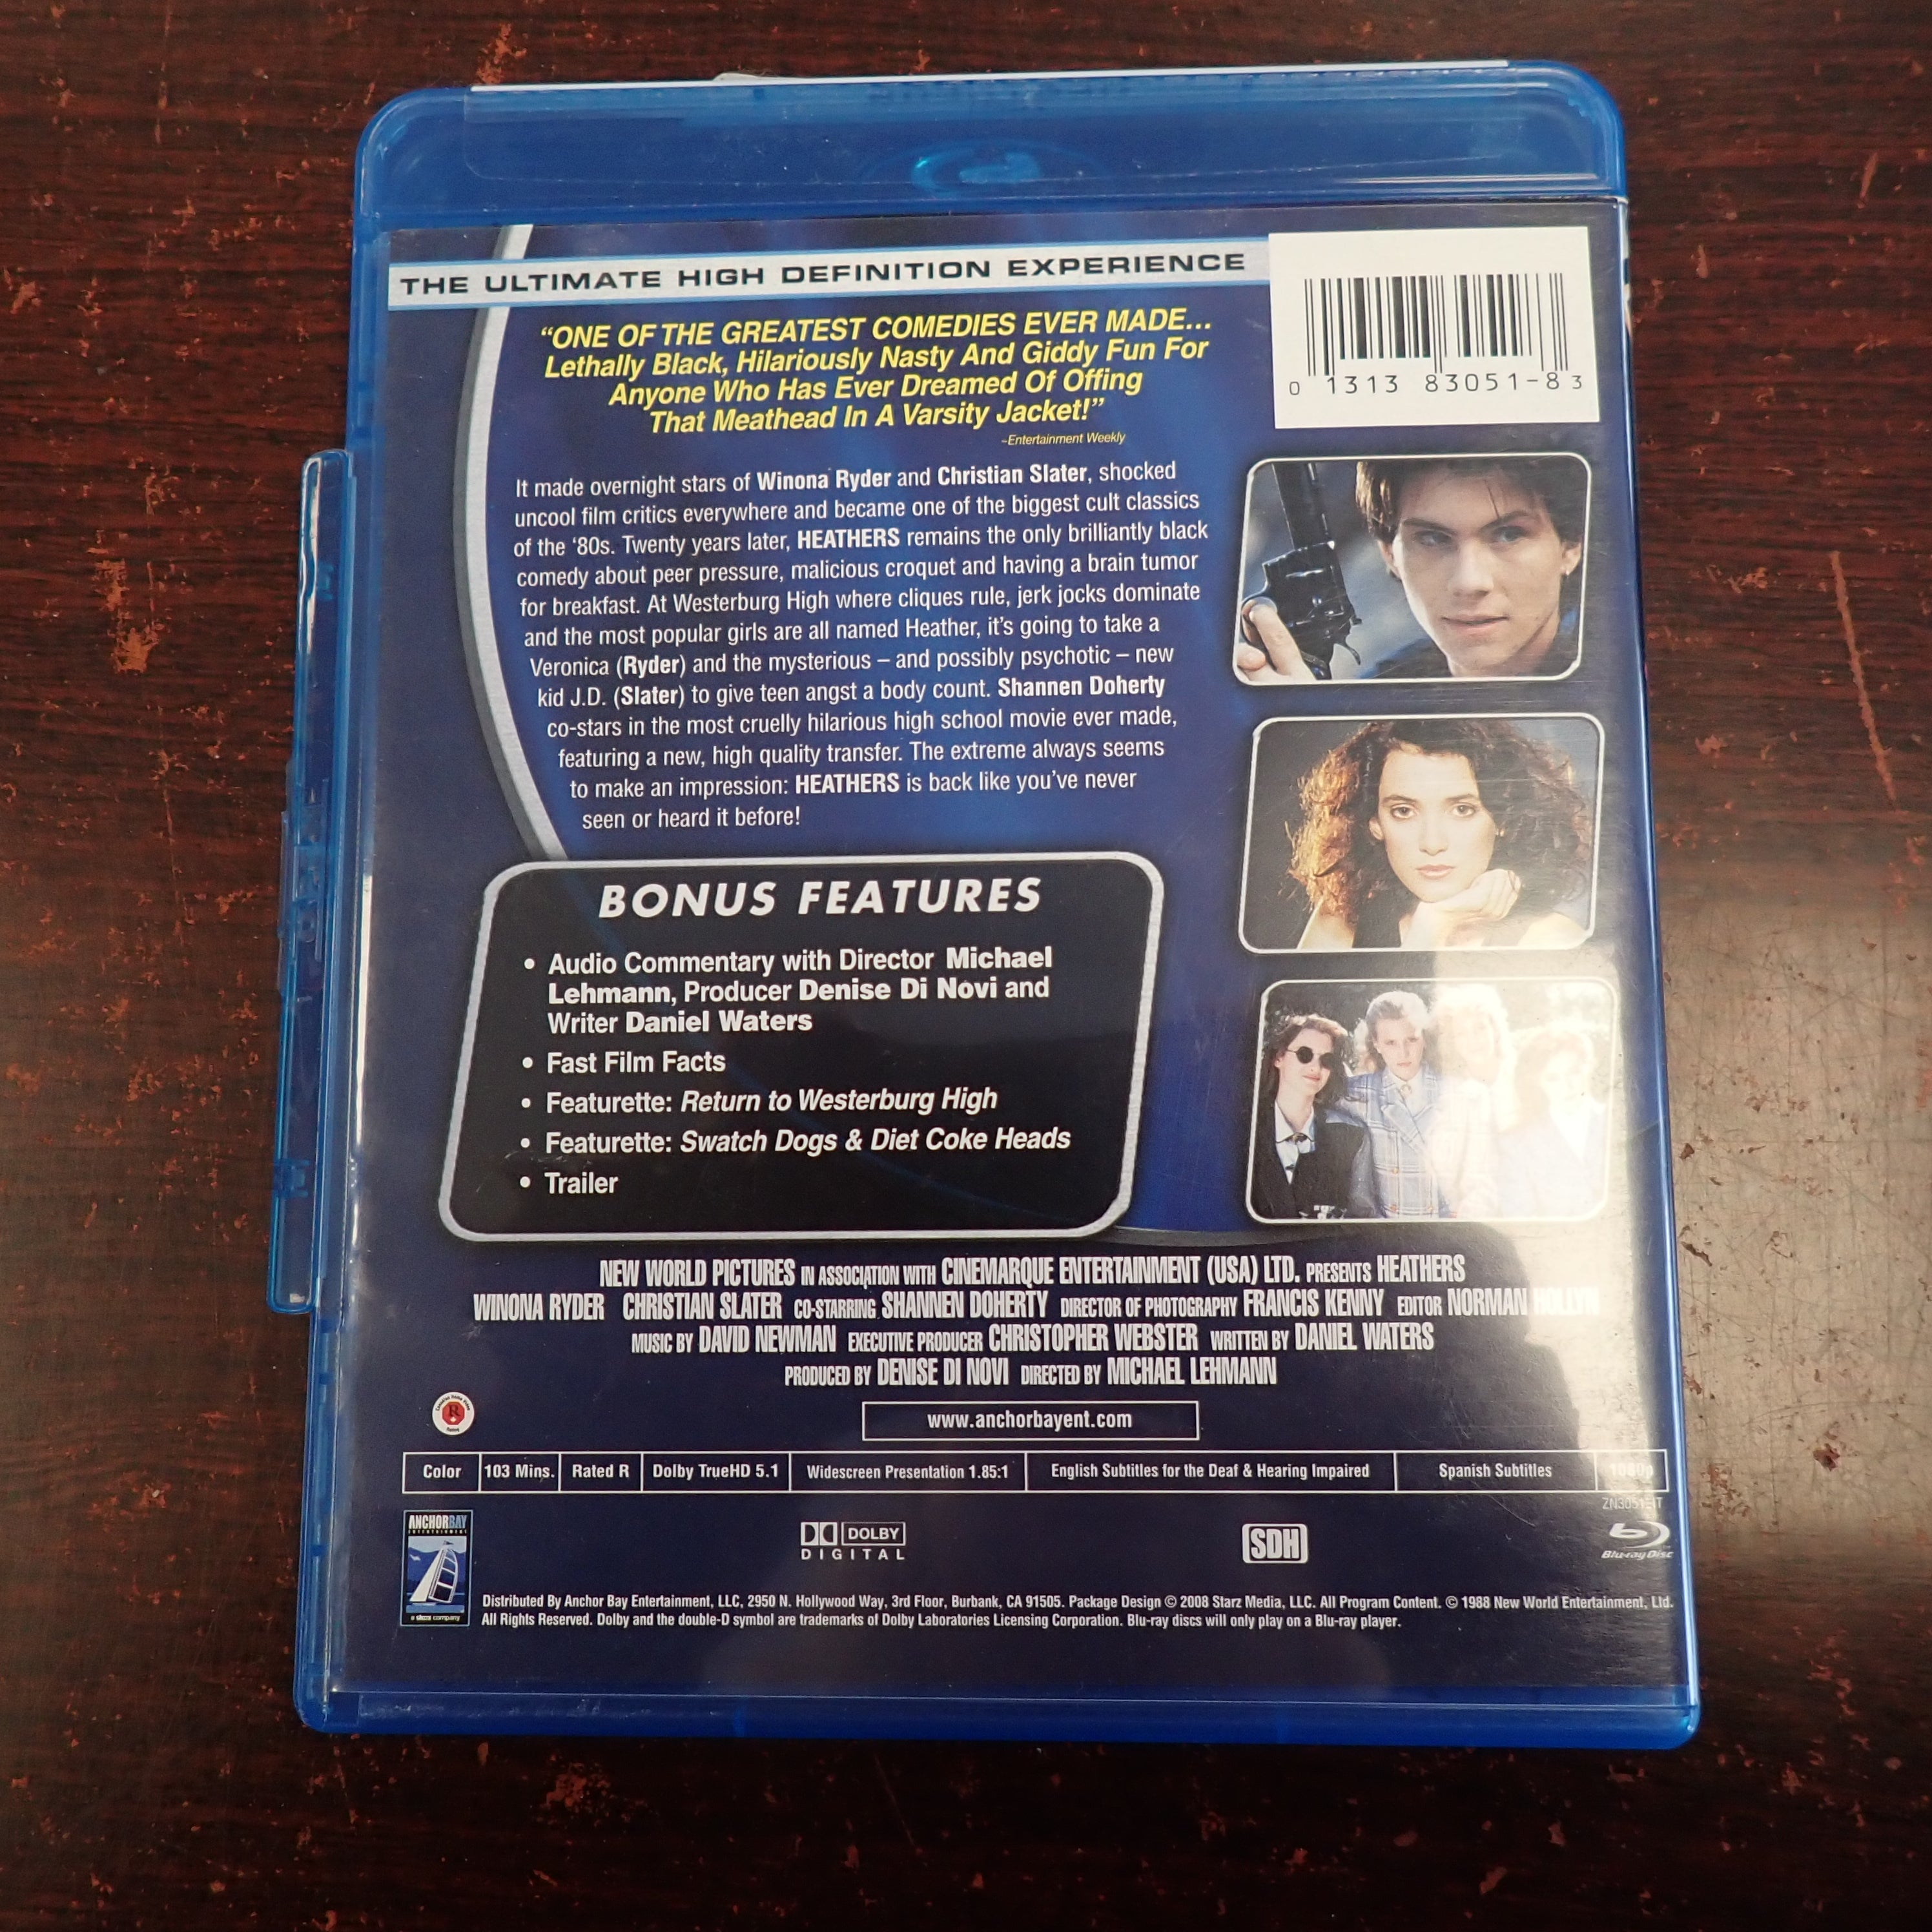 THE ULTIMATE HIGH DEFINITION EXPERIENCE
0 1313 83051-8 3
“ONE OF THE GREATEST COMEDIES EVER MADE...
Lethally Black, Hilariously Nasty And Giddy Fun For
Anyone Who Has Ever Dreamed Of Offing
That Meathead In A Varsity Jacket!”
–Entertainment Weekly
It made overnight stars of Winona Ryder and Christian Slater, shocked
uncool film critics everywhere and became one of the biggest cult classics
of the ‘80s. Twenty years later, HEATHERS remains the only brilliantly black
comedy about peer pressure, malicious croquet and having a brain tumor
for breakfast. At Westerburg High where cliques rule, jerk jocks dominate
and the most popular girls are all named Heather, it’s going to take a
Veronica (Ryder) and the mysterious – and possibly psychotic – new
kid J.D. (Slater) to give teen angst a body count. Shannen Doherty
co-stars in the most cruelly hilarious high school movie ever made,
featuring a new, high quality transfer. The extreme always seems
to make an impression: HEATHERS is back like you’ve never
seen or heard it before!
BONUS FEATURES
• Audio Commentary with Director Michael
Lehmann, Producer Denise Di Novi and
Writer Daniel Waters
• Fast Film Facts
• Featurette: Return to Westerburg High
• Featurette: Swatch Dogs & Diet Coke Heads
• Trailer
NEW WORLD PICTURES IN ASSOCIATION WITH CINEMARQUE ENTERTAINMENT (USA) LTD. PRESENTS HEATHERS
WINONA RYDER CHRISTIAN SLATER CO-STARRING SHANNEN DOHERTY DIRECTOR OF PHOTOGRAPHY FRANCIS KENNY EDITOR NORMAN HOLLYN
MUSIC BY DAVID NEWMAN EXECUTIVE PRODUCER CHRISTOPHER WEBSTER WRITTEN BY DANIEL WATERS
PRODUCED BY DENISE DI NOVI DIRECTED BY MICHAEL LEHMANN
R
www.anchorbayent.com
Color 103 Mins. Rated R Dolby TrueHD 5.1 Widescreen Presentation 1.85:1 English Subtitles for the Deaf & Hearing Impaired Spanish Subtitles 1080p
ANCHORBAY
ENTERTAINMENT
a starz company
DOLBY
DIGITAL
SDH
Blu-ray Disc
Distributed By Anchor Bay Entertainment, LLC, 2950 N. Hollywood Way, 3rd Floor, Burbank, CA 91505. Package Design © 2008 Starz Media, LLC. All Program Content. © 1988 New World Entertainment, Ltd.
All Rights Reserved. Dolby and the double-D symbol are trademarks of Dolby Laboratories Licensing Corporation. Blu-ray discs will only play on a Blu-ray player.